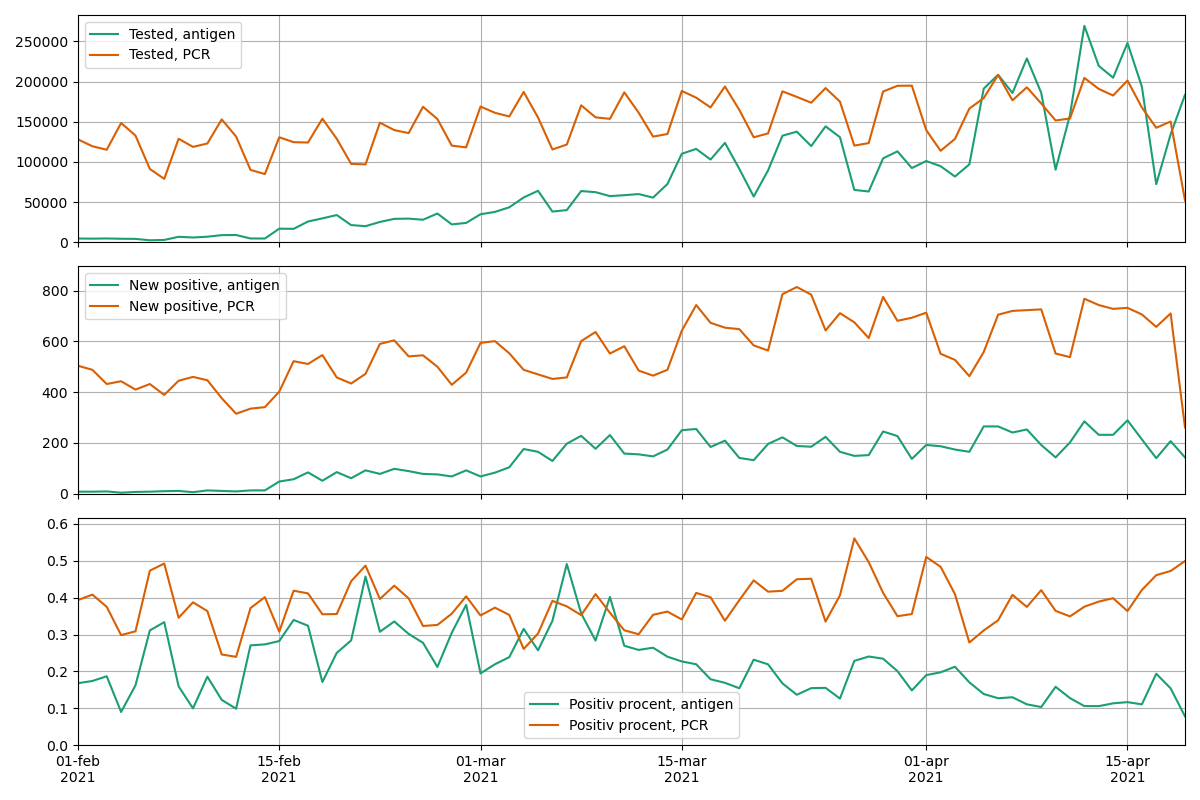 Tested, antigen
Tested, PCR
250000
200000
150000
100000
50000
0
New positive, antigen
New positive, PCR
800
600
400
200
0
0.6
0.5
0.4
0.3
0.2
0.1
0.0
Positiv procent, antigen
Positiv procent, PCR
01-feb 15-feb 01-mar 15-mar 01-apr 15-apr
2021 2021 2021 2021 2021 2021